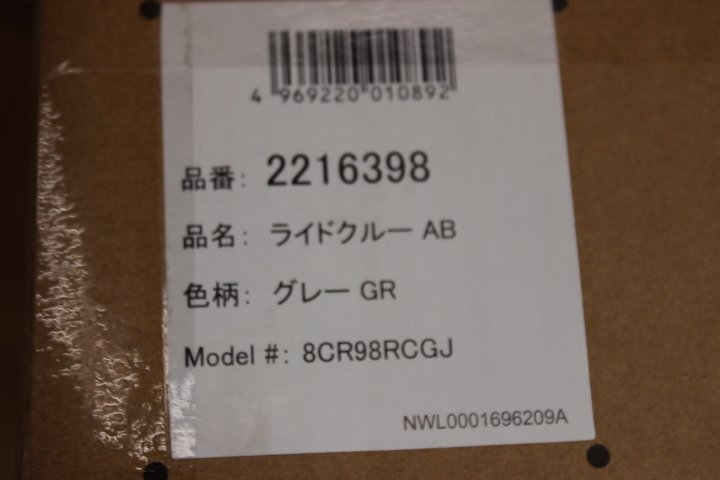 4 969220 010892
品番: 2216398
品名: ライドクルー AB
色柄: グレー GR
Model #: 8CR98RCGJ
NWL0001696209A